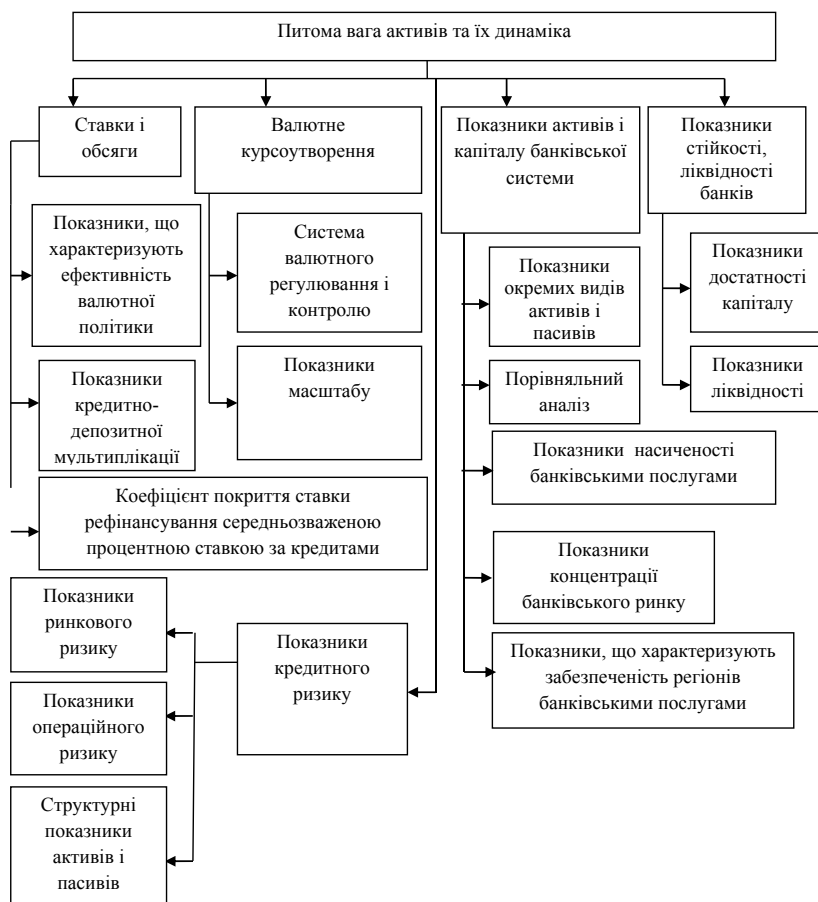 Питома вага активів та їх динаміка
Ставки і
обсяги
Валютне
курсоутворення
Показники активів і
капіталу банківської
системи
Показники
стійкості,
ліквідності
банків
Показники, що
характеризують
ефективність
валютної
політики
Система
валютного
регулювання і
контролю
Показники
окремих видів
активів і
пасивів
Показники
достатності
капіталу
Показники
кредитно-
депозитної
мультиплікації
Показники
масштабу
Порівняльний
аналіз
Показники
ліквідності
Показники насиченості
банківськими послугами
Коефіцієнт покриття ставки
рефінансування середньозваженою
процентною ставкою за кредитами
Показники
концентрації
банківського ринку
Показники
ринкового
ризику
Показники
кредитного
ризику
Показники, що характеризують
забезпеченість регіонів
банківськими послугами
Показники
операційного
ризику
Структурні
показники
активів і
пасивів